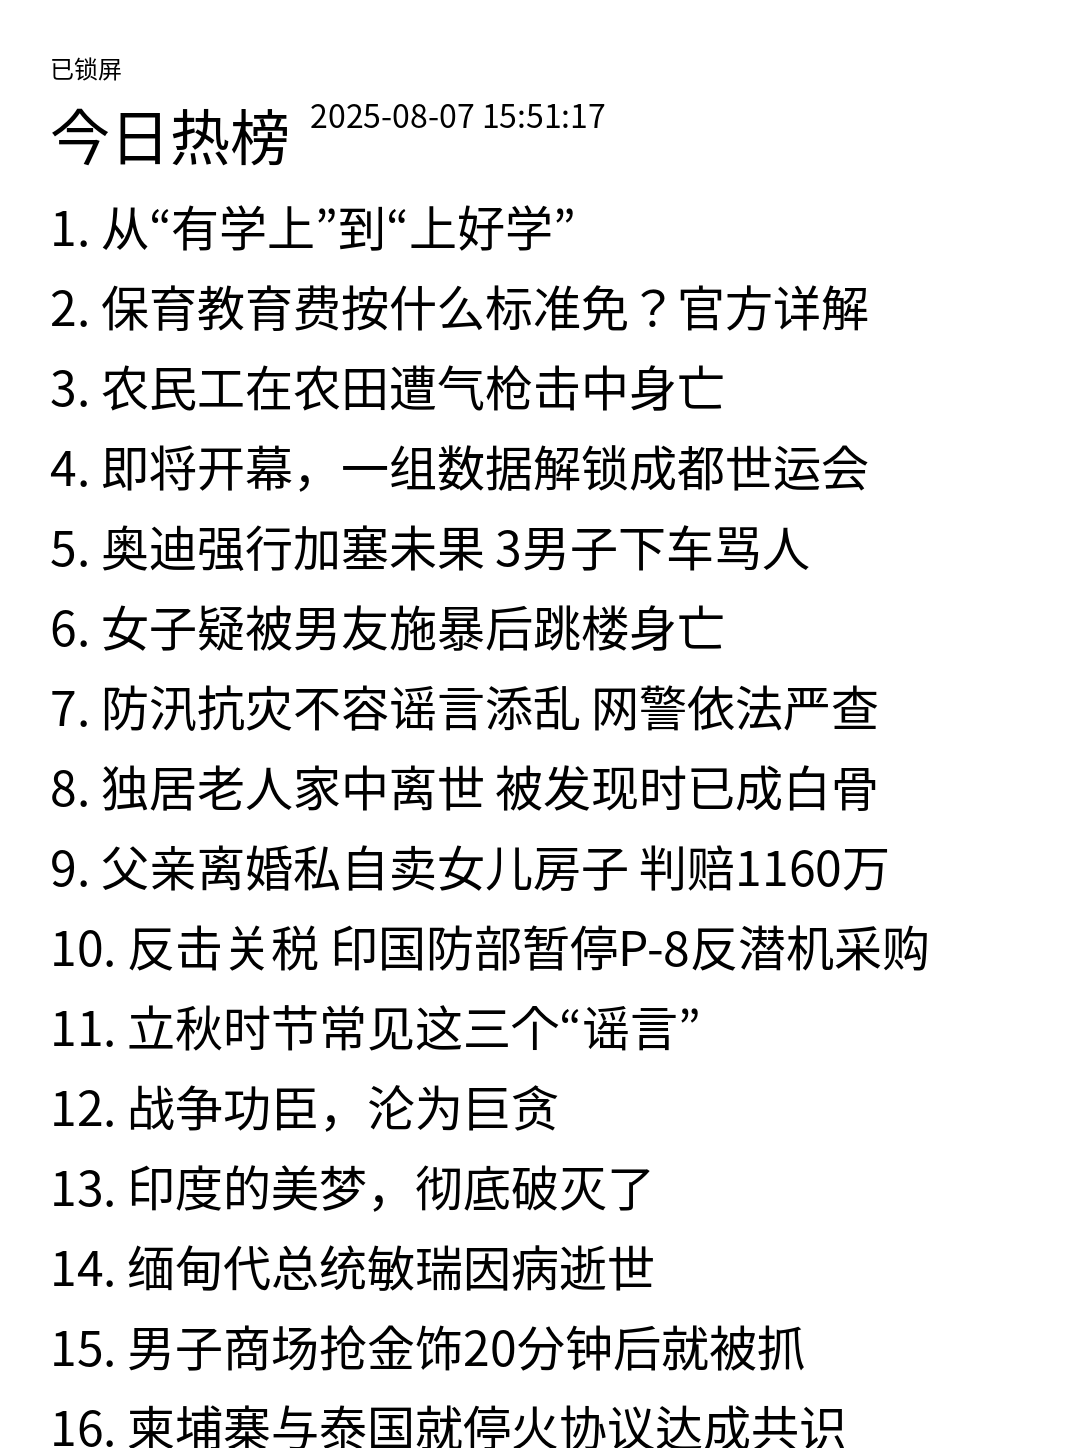 已锁屏
今日热榜 2025-08-07 15:51:17
1. 从“有学上”到“上好学”
2. 保育教育费按什么标准免？官方详解
3. 农民工在农田遭气枪击中身亡
4. 即将开幕，一组数据解锁成都世运会
5. 奥迪强行加塞未果 3男子下车骂人
6. 女子疑被男友施暴后跳楼身亡
7. 防汛抗灾不容谣言添乱 网警依法严查
8. 独居老人家中离世 被发现时已成白骨
9. 父亲离婚私自卖女儿房子 判赔1160万
10. 反击关税 印国防部暂停P-8反潜机采购
11. 立秋时节常见这三个“谣言”
12. 战争功臣，沦为巨贪
13. 印度的美梦，彻底破灭了
14. 缅甸代总统敏瑞因病逝世
15. 男子商场抢金饰20分钟后就被抓
16. 柬埔寨与泰国就停火协议达成共识